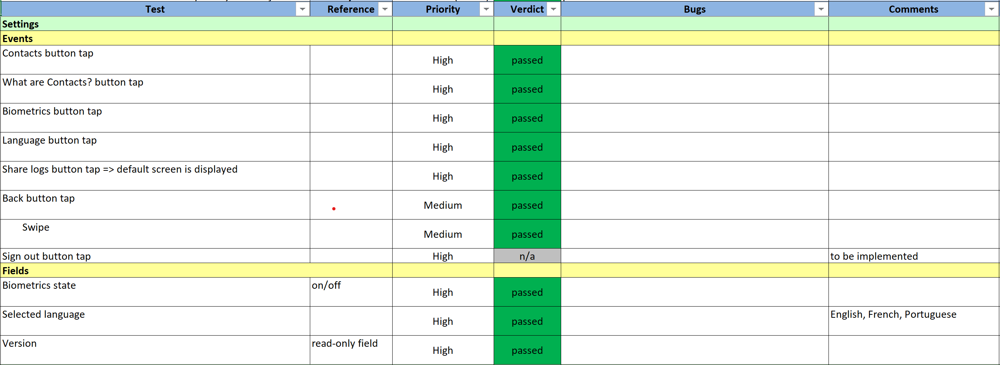 Test Reference Priority Verdict Bugs Comments
Settings
Events
Contacts button tap High passed
What are Contacts? button tap High passed
Biometrics button tap High passed
Language button tap High passed
Share logs button tap => default screen is displayed High passed
Back button tap Medium passed
Swipe Medium passed
Sign out button tap High n/a to be implemented
Fields
Biometrics state on/off High passed
Selected language High passed English, French, Portuguese
Version read-only field High passed